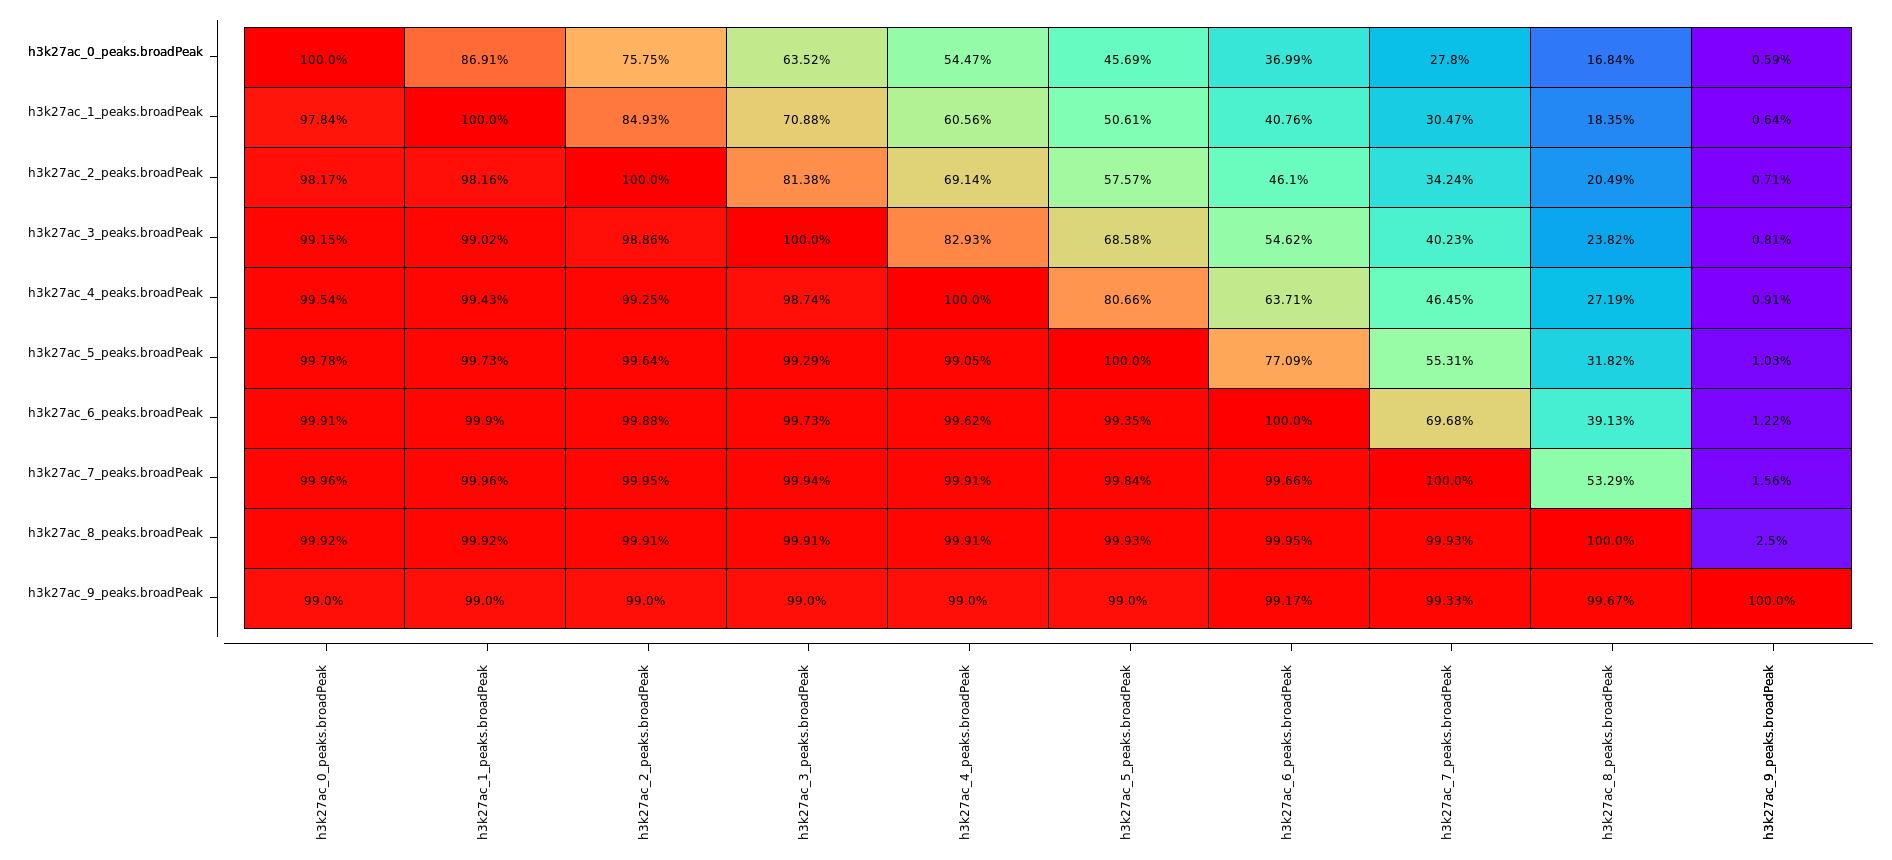 h3k27ac_0_peaks.broadPeak 100.0% 86.91% 75.75% 63.52% 54.47% 45.69% 36.99% 27.8% 16.84% 0.59%
h3k27ac_1_peaks.broadPeak 97.84% 100.0% 84.93% 70.88% 60.56% 50.61% 40.76% 30.47% 18.35% 0.64%
h3k27ac_2_peaks.broadPeak 98.17% 98.16% 100.0% 81.38% 69.14% 57.57% 46.1% 34.24% 20.49% 0.71%
h3k27ac_3_peaks.broadPeak 99.15% 99.02% 98.86% 100.0% 82.93% 68.58% 54.62% 40.23% 23.82% 0.81%
h3k27ac_4_peaks.broadPeak 99.54% 99.43% 99.25% 98.74% 100.0% 80.66% 63.71% 46.45% 27.19% 0.91%
h3k27ac_5_peaks.broadPeak 99.78% 99.73% 99.64% 99.29% 99.05% 100.0% 77.09% 55.31% 31.82% 1.03%
h3k27ac_6_peaks.broadPeak 99.91% 99.9% 99.88% 99.73% 99.62% 99.35% 100.0% 69.68% 39.13% 1.22%
h3k27ac_7_peaks.broadPeak 99.96% 99.96% 99.95% 99.94% 99.91% 99.84% 99.66% 100.0% 53.29% 1.56%
h3k27ac_8_peaks.broadPeak 99.92% 99.92% 99.91% 99.91% 99.91% 99.93% 99.95% 99.93% 100.0% 2.5%
h3k27ac_9_peaks.broadPeak 99.0% 99.0% 99.0% 99.0% 99.0% 99.0% 99.17% 99.33% 99.67% 100.0%
h3k27ac_0_peaks.broadPeak
h3k27ac_1_peaks.broadPeak
h3k27ac_2_peaks.broadPeak
h3k27ac_3_peaks.broadPeak
h3k27ac_4_peaks.broadPeak
h3k27ac_5_peaks.broadPeak
h3k27ac_6_peaks.broadPeak
h3k27ac_7_peaks.broadPeak
h3k27ac_8_peaks.broadPeak
h3k27ac_9_peaks.broadPeak